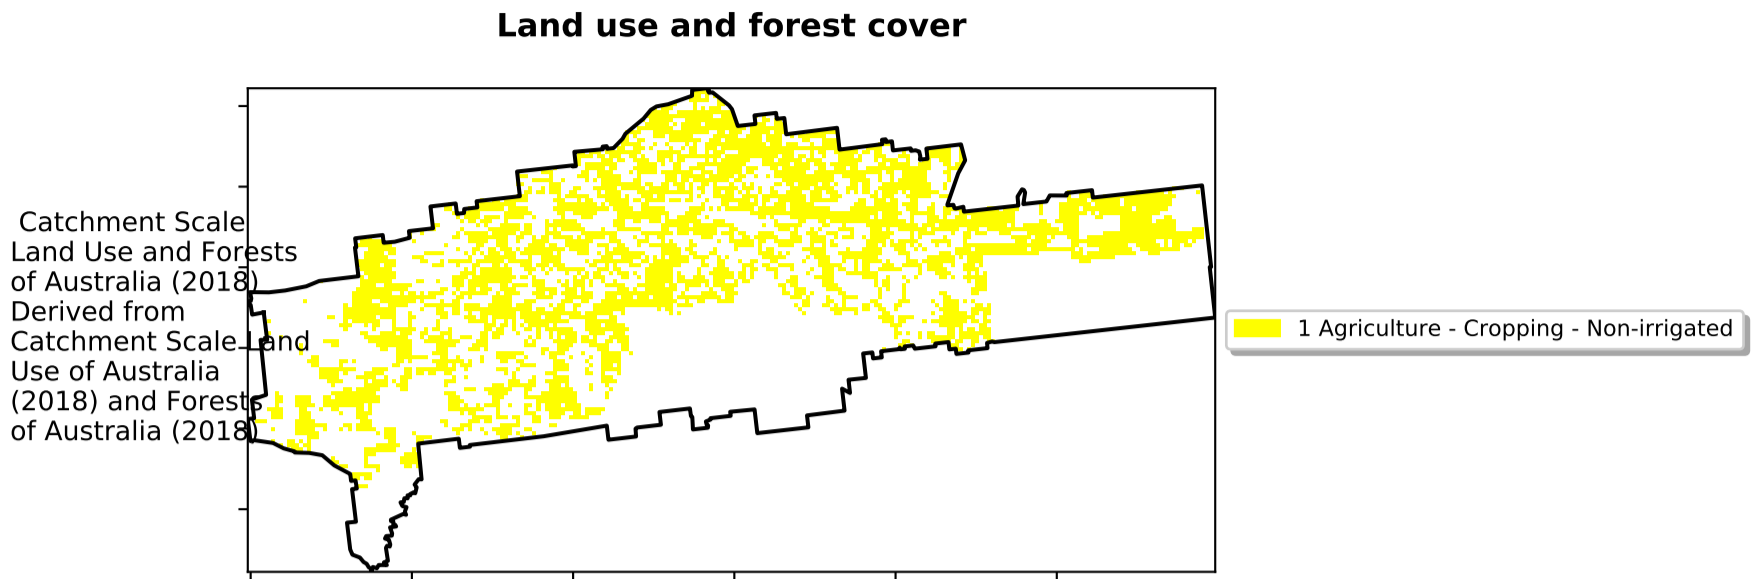 Land use and forest cover
Catchment Scale
Land Use and Forests
of Australia (2018)
Derived from
Catchment Scale Land
Use of Australia
(2018) and Forests
of Australia (2018)
1 Agriculture - Cropping - Non-irrigated